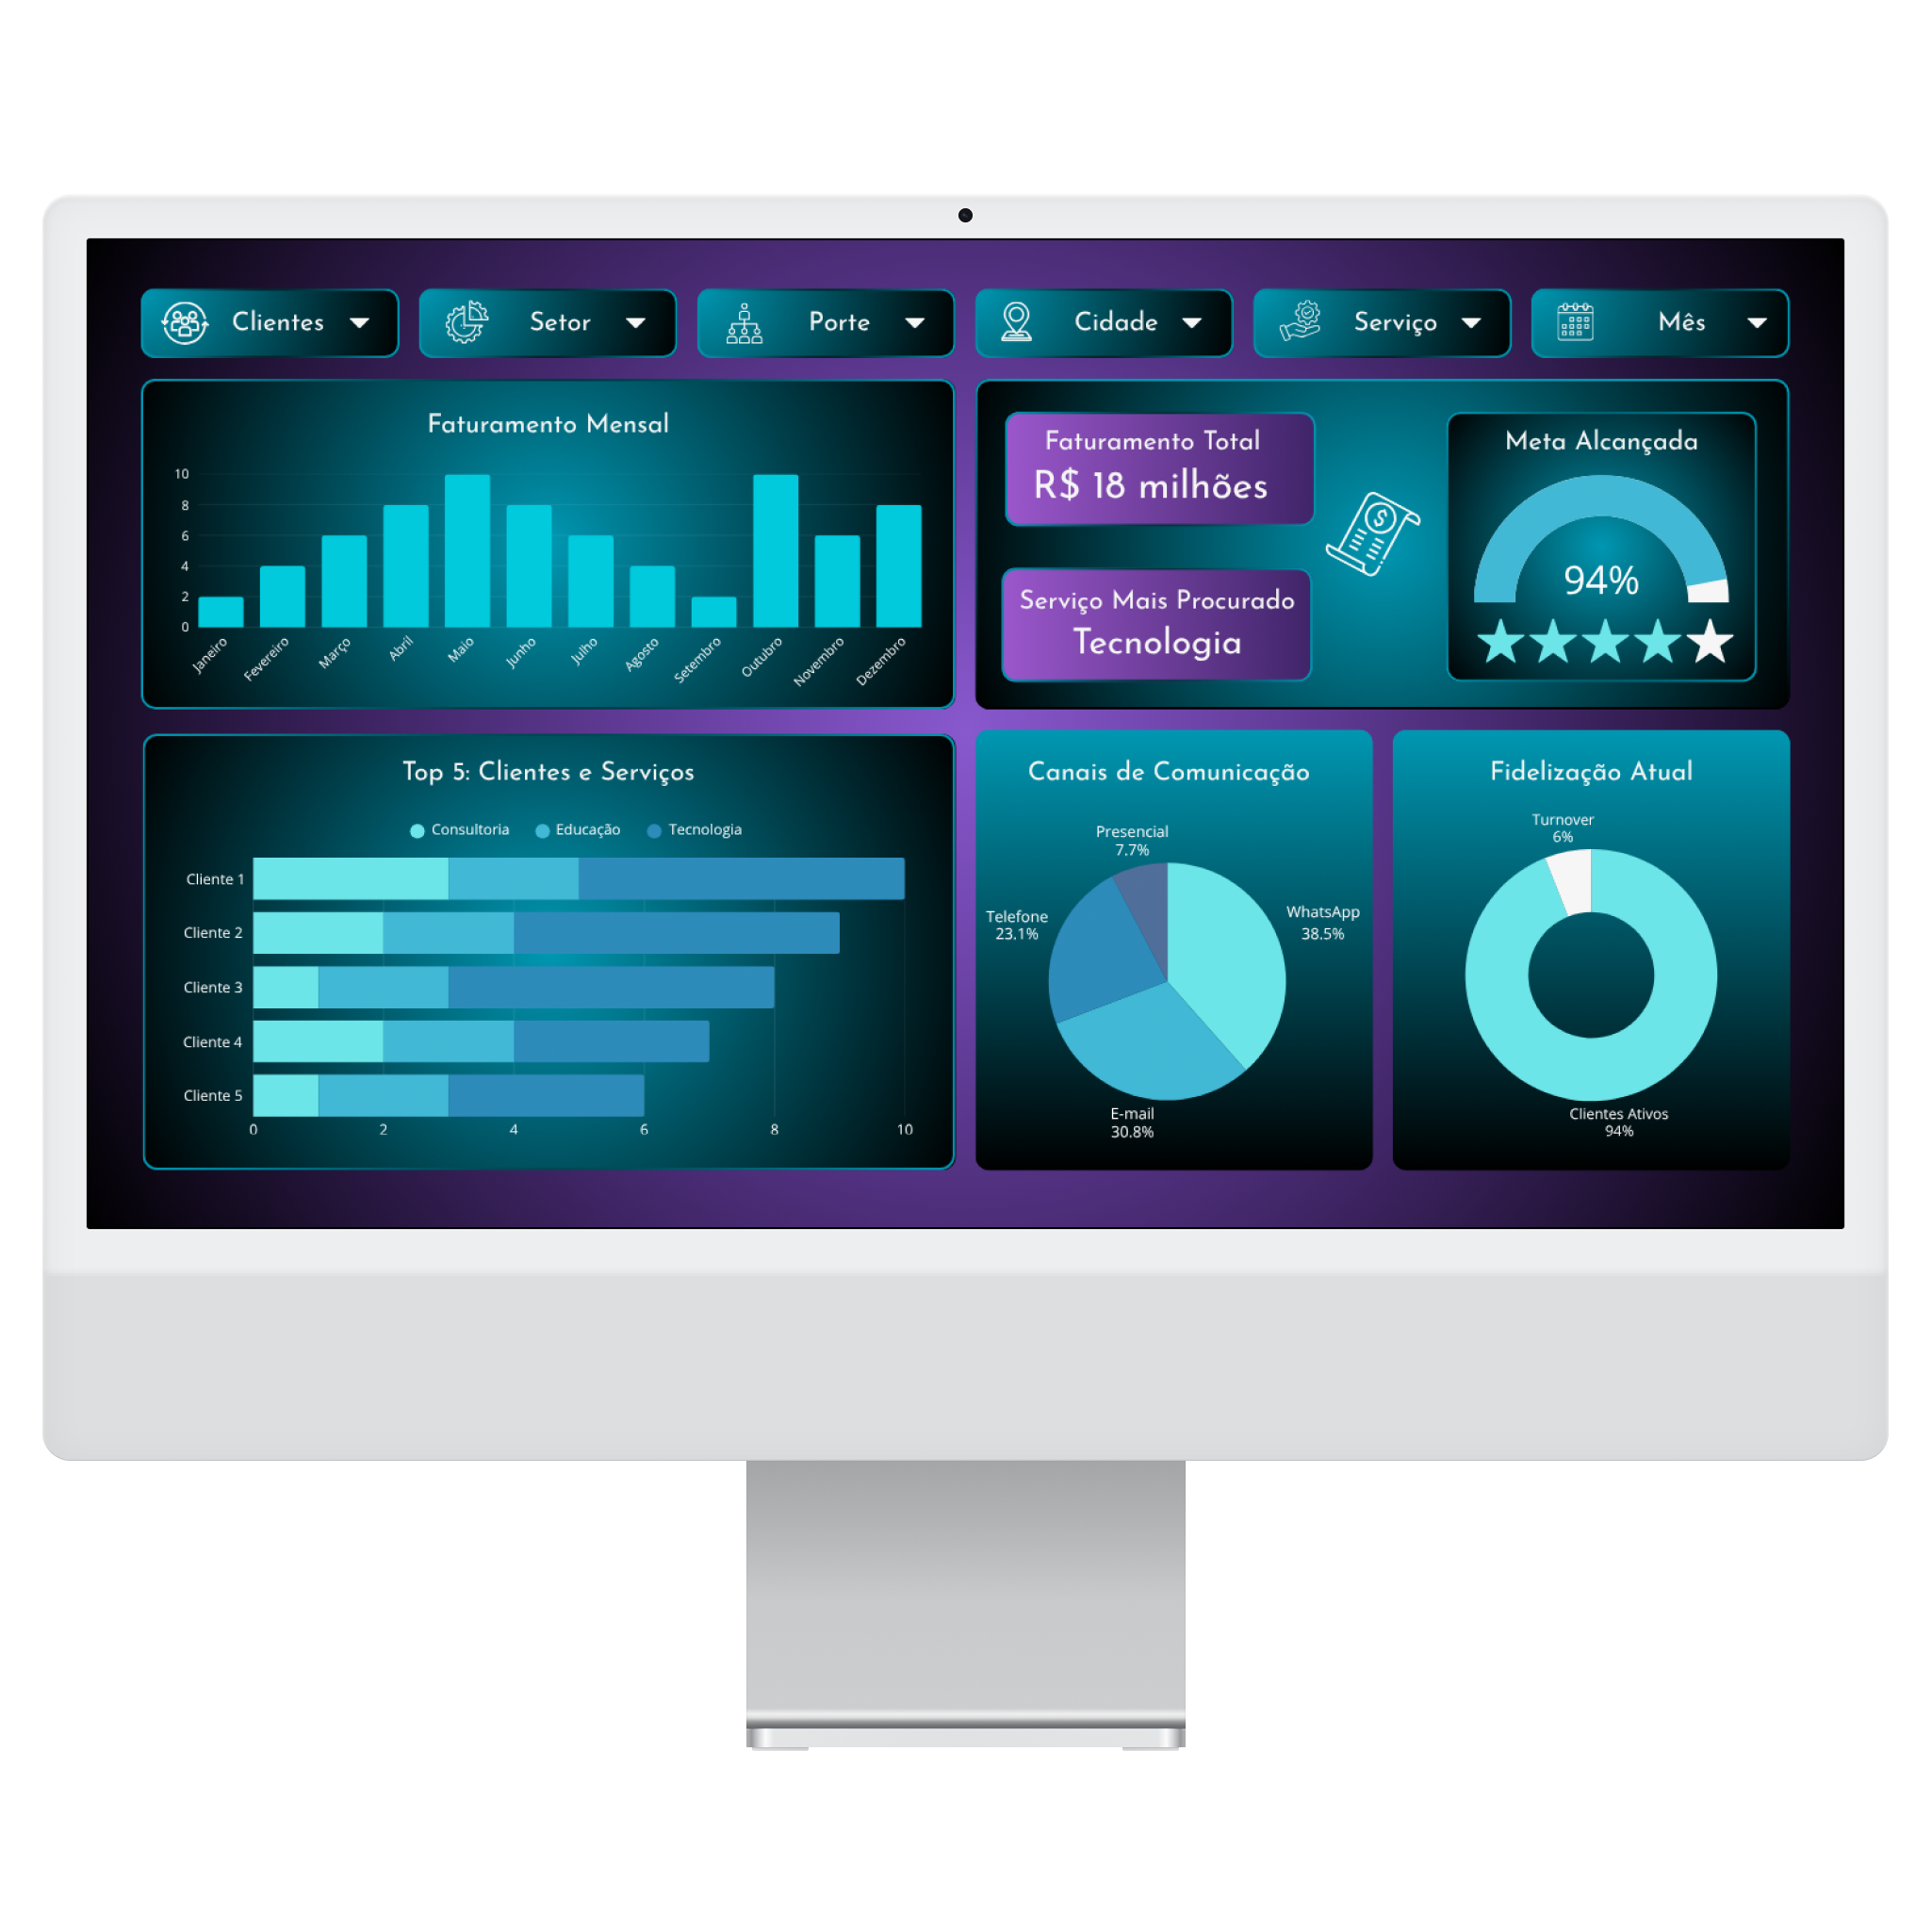 Clientes
Setor
Porte
Cidade
Serviço
Mês
Faturamento Mensal
10
8
6
4
2
0
Janeiro
Fevereiro
Março
Abril
Maio
Junho
Julho
Agosto
Setembro
Outubro
Novembro
Dezembro
Faturamento Total
R$ 18 milhões
Serviço Mais Procurado
Tecnologia
$
Meta Alcançada
94%
Top 5: Clientes e Serviços
Consultoria
Educação
Tecnologia
Cliente 1
Cliente 2
Cliente 3
Cliente 4
Cliente 5
0
2
4
6
8
10
Canais de Comunicação
Presencial
7.7%
WhatsApp
38.5%
Telefone
23.1%
E-mail
30.8%
Fidelização Atual
Turnover
6%
Clientes Ativos
94%